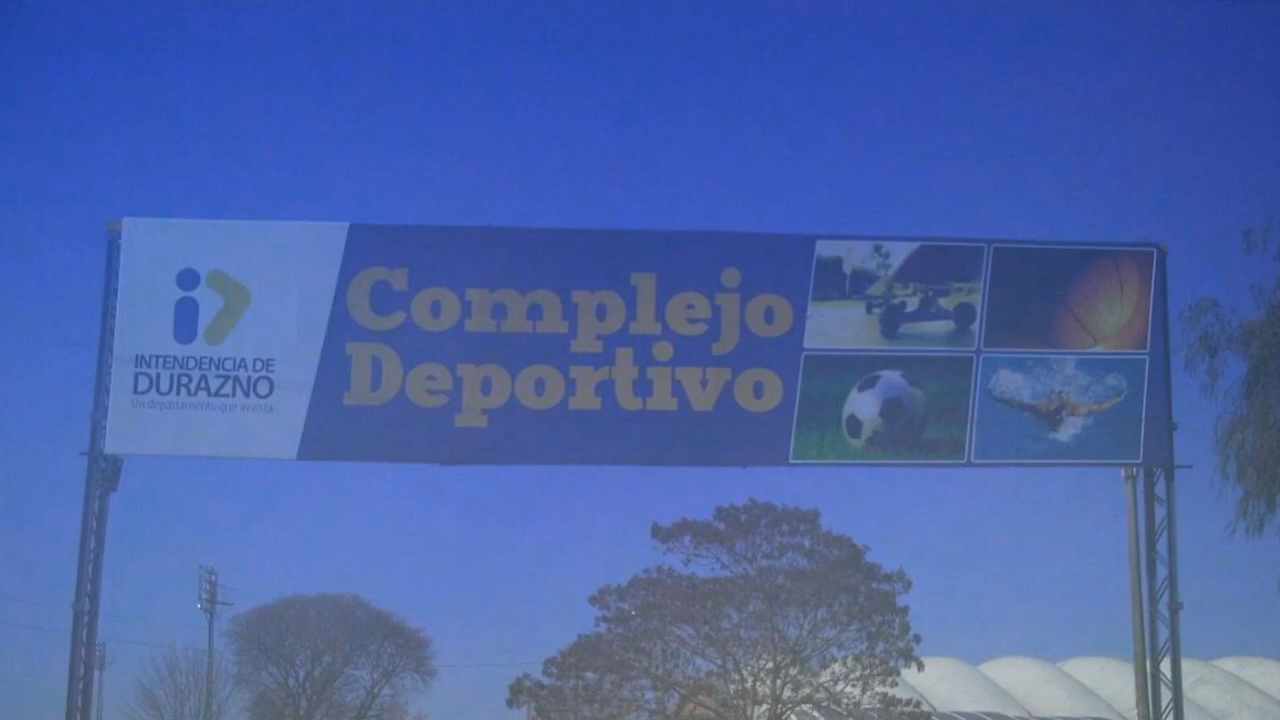 INTENDENCIA DE
DURAZNO
Un departamento que avanza
Complejo
Deportivo